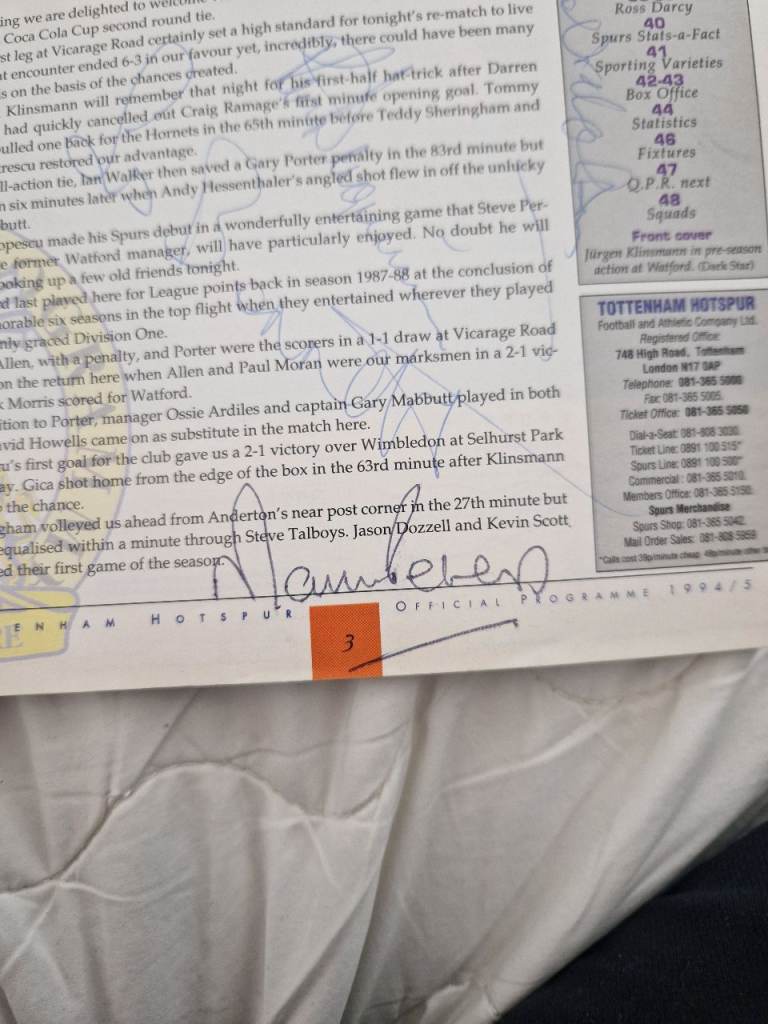 ing we are delighted to welcome
Coca Cola Cup second round tie.
st leg at Vicarage Road certainly set a high standard for tonight's re-match to live
t encounter ended 6-3 in our favour yet, incredibly, there could have been many
s on the basis of the chances created.
Klinsmann will remember that night for his first-half hat-trick after Darren
had quickly cancelled out Craig Ramage's first minute opening goal. Tommy
ulled one back for the Hornets in the 65th minute before Teddy Sheringham and
rescu restored our advantage.
ll-action tie, Ian Walker then saved a Gary Porter penalty in the 83rd minute but
n six minutes later when Andy Hessenthaler's angled shot flew in off the unlucky
butt.
opescu made his Spurs debut in a wonderfully entertaining game that Steve Per-
e former Watford manager, will have particularly enjoyed. No doubt he will
ooking up a few old friends tonight.
d last played here for League points back in season 1987-88 at the conclusion of
norable six seasons in the top flight when they entertained wherever they played
nly graced Division One.
Allen, with a penalty, and Porter were the scorers in a 1-1 draw at Vicarage Road
on the return here when Allen and Paul Moran were our marksmen in a 2-1 vic-
k Morris scored for Watford.
ition to Porter, manager Ossie Ardiles and captain Gary Mabbutt played in both
avid Howells came on as substitute in the match here.
u's first goal for the club gave us a 2-1 victory over Wimbledon at Selhurst Park
ay. Gica shot home from the edge of the box in the 63rd minute after Klinsmann
the chance.
gham volleyed us ahead from Anderton's near post corner in the 27th minute but
equalised within a minute through Steve Talboys. Jason Dozzell and Kevin Scott
ed their first game of the season.
ENHAM HOTSPUR
3
OFFICIAL PROGRAMME 1994/5
Ross Darcy
40
Spurs Stats-a-Fact
41
Sporting Varieties
42-43
Box Office
44
Statistics
46
Fixtures
47
Q.P.R. next
48
Squads
Front cover
Jürgen Klinsmann in pre-season
action at Watford. (Dark Star)
TOTTENHAM HOTSPUR
Football and Athletic Company Ltd.
Registered Office:
748 High Road, Tottenham
London N17 0AP
Telephone: 081-365 5000
Fax: 081-365 5005
Ticket Office: 081-365 5050
Dial-a-Seat: 081-808 3030
Ticket Line: 0891 100 515*
Spurs Line: 0891 100 500*
Commercial: 081-365 5010
Members Office: 081-365 5150
Spurs Merchandise
Spurs Shop: 081-365 5042
Mail Order Sales: 081-808 5959
*Calls cost 39p/minute cheap, 49p/minute other